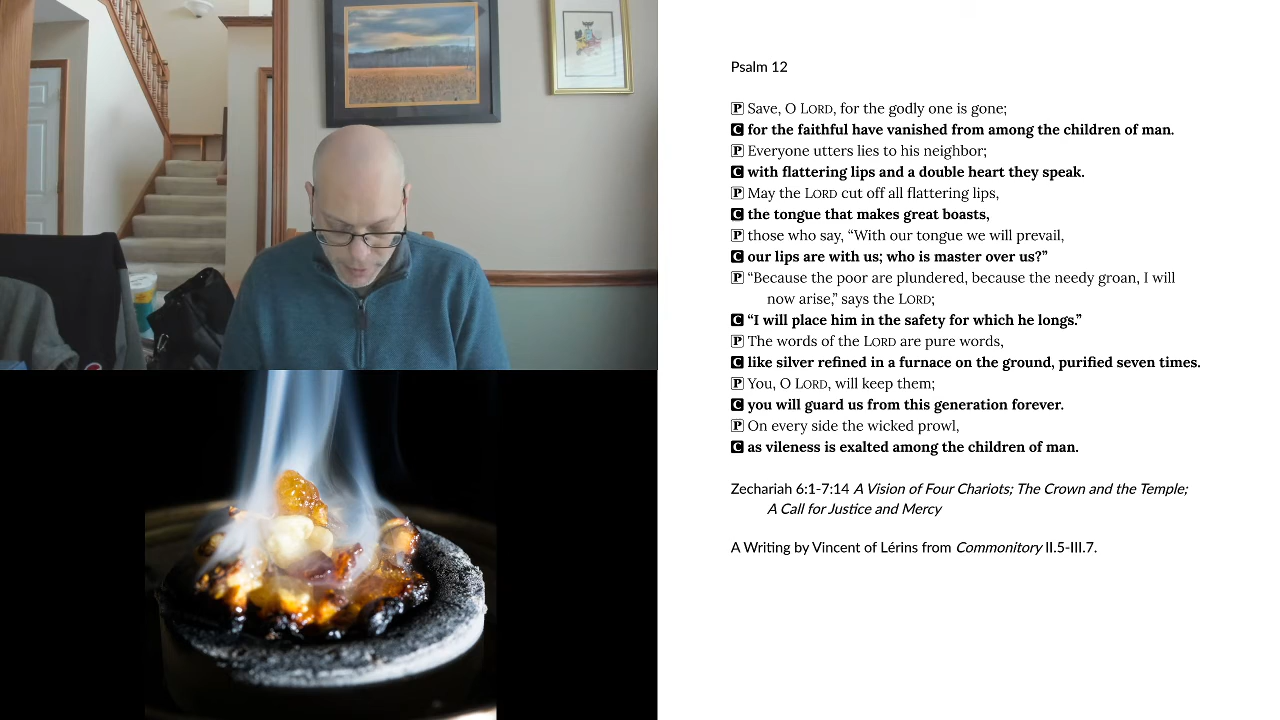 Psalm 12
P Save, O LORD, for the godly one is gone;
C for the faithful have vanished from among the children of man.
P Everyone utters lies to his neighbor;
C with flattering lips and a double heart they speak.
P May the LORD cut off all flattering lips,
C the tongue that makes great boasts,
P those who say, “With our tongue we will prevail,
C our lips are with us; who is master over us?”
P “Because the poor are plundered, because the needy groan, I will
now arise,” says the LORD;
C “I will place him in the safety for which he longs.”
P The words of the LORD are pure words,
C like silver refined in a furnace on the ground, purified seven times.
P You, O LORD, will keep them;
C you will guard us from this generation forever.
P On every side the wicked prowl,
C as vileness is exalted among the children of man.
Zechariah 6:1-7:14 A Vision of Four Chariots; The Crown and the Temple;
A Call for Justice and Mercy
A Writing by Vincent of Lérins from Commonitory II.5-III.7.